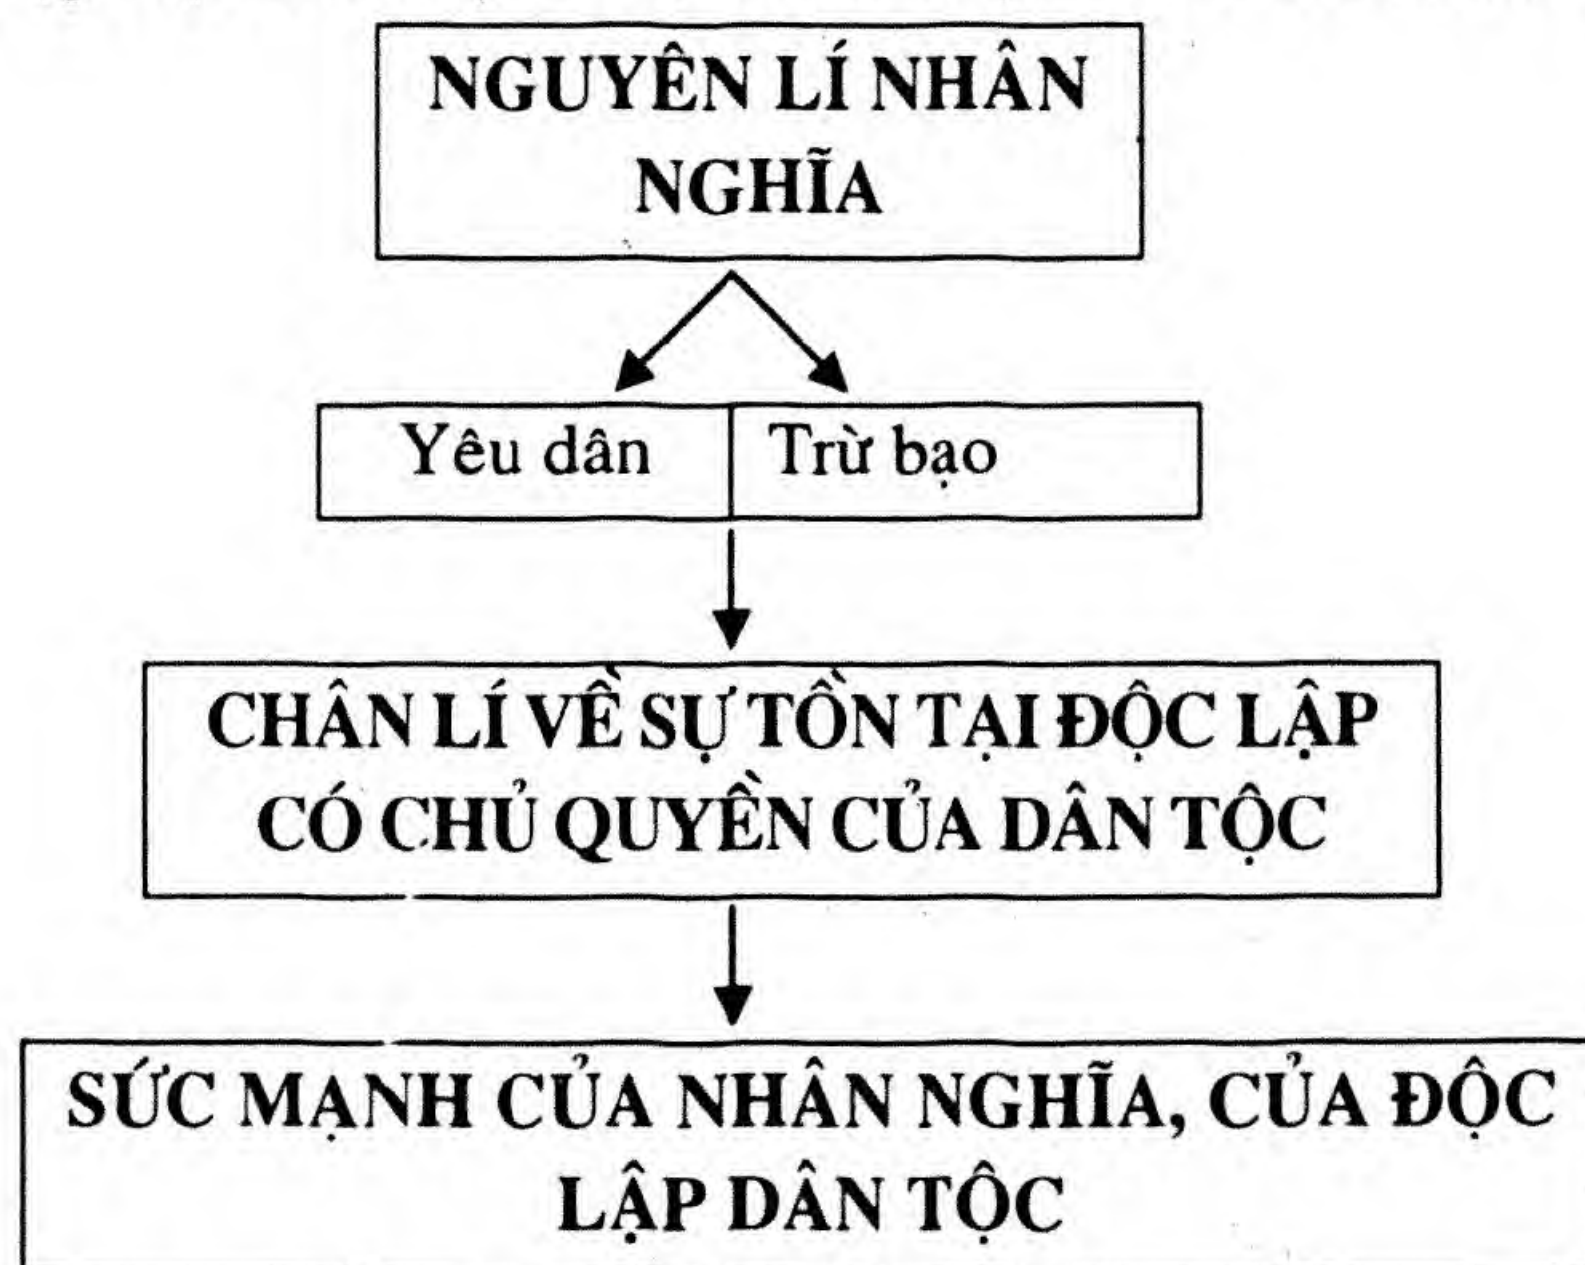 NGUYÊN LÍ NHÂN
NGHĨA
Yêu dân Trừ bạo
CHÂN LÍ VỀ SỰ TỒN TẠI ĐỘC LẬP
CÓ CHỦ QUYỀN CỦA DÂN TỘC
SỨC MẠNH CỦA NHÂN NGHĨA, CỦA ĐỘC
LẬP DÂN TỘC